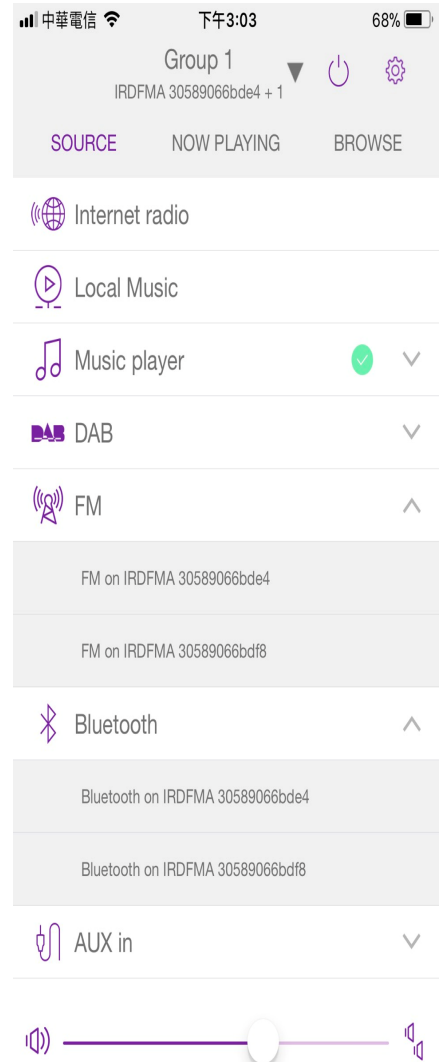 中華電信 下午3:03 68%
Group 1
IRDFMA 30589066bde4 + 1
SOURCE NOW PLAYING BROWSE
Internet radio
Local Music
Music player
DAB DAB
FM
FM on IRDFMA 30589066bde4
FM on IRDFMA 30589066bdf8
Bluetooth
Bluetooth on IRDFMA 30589066bde4
Bluetooth on IRDFMA 30589066bdf8
AUX in